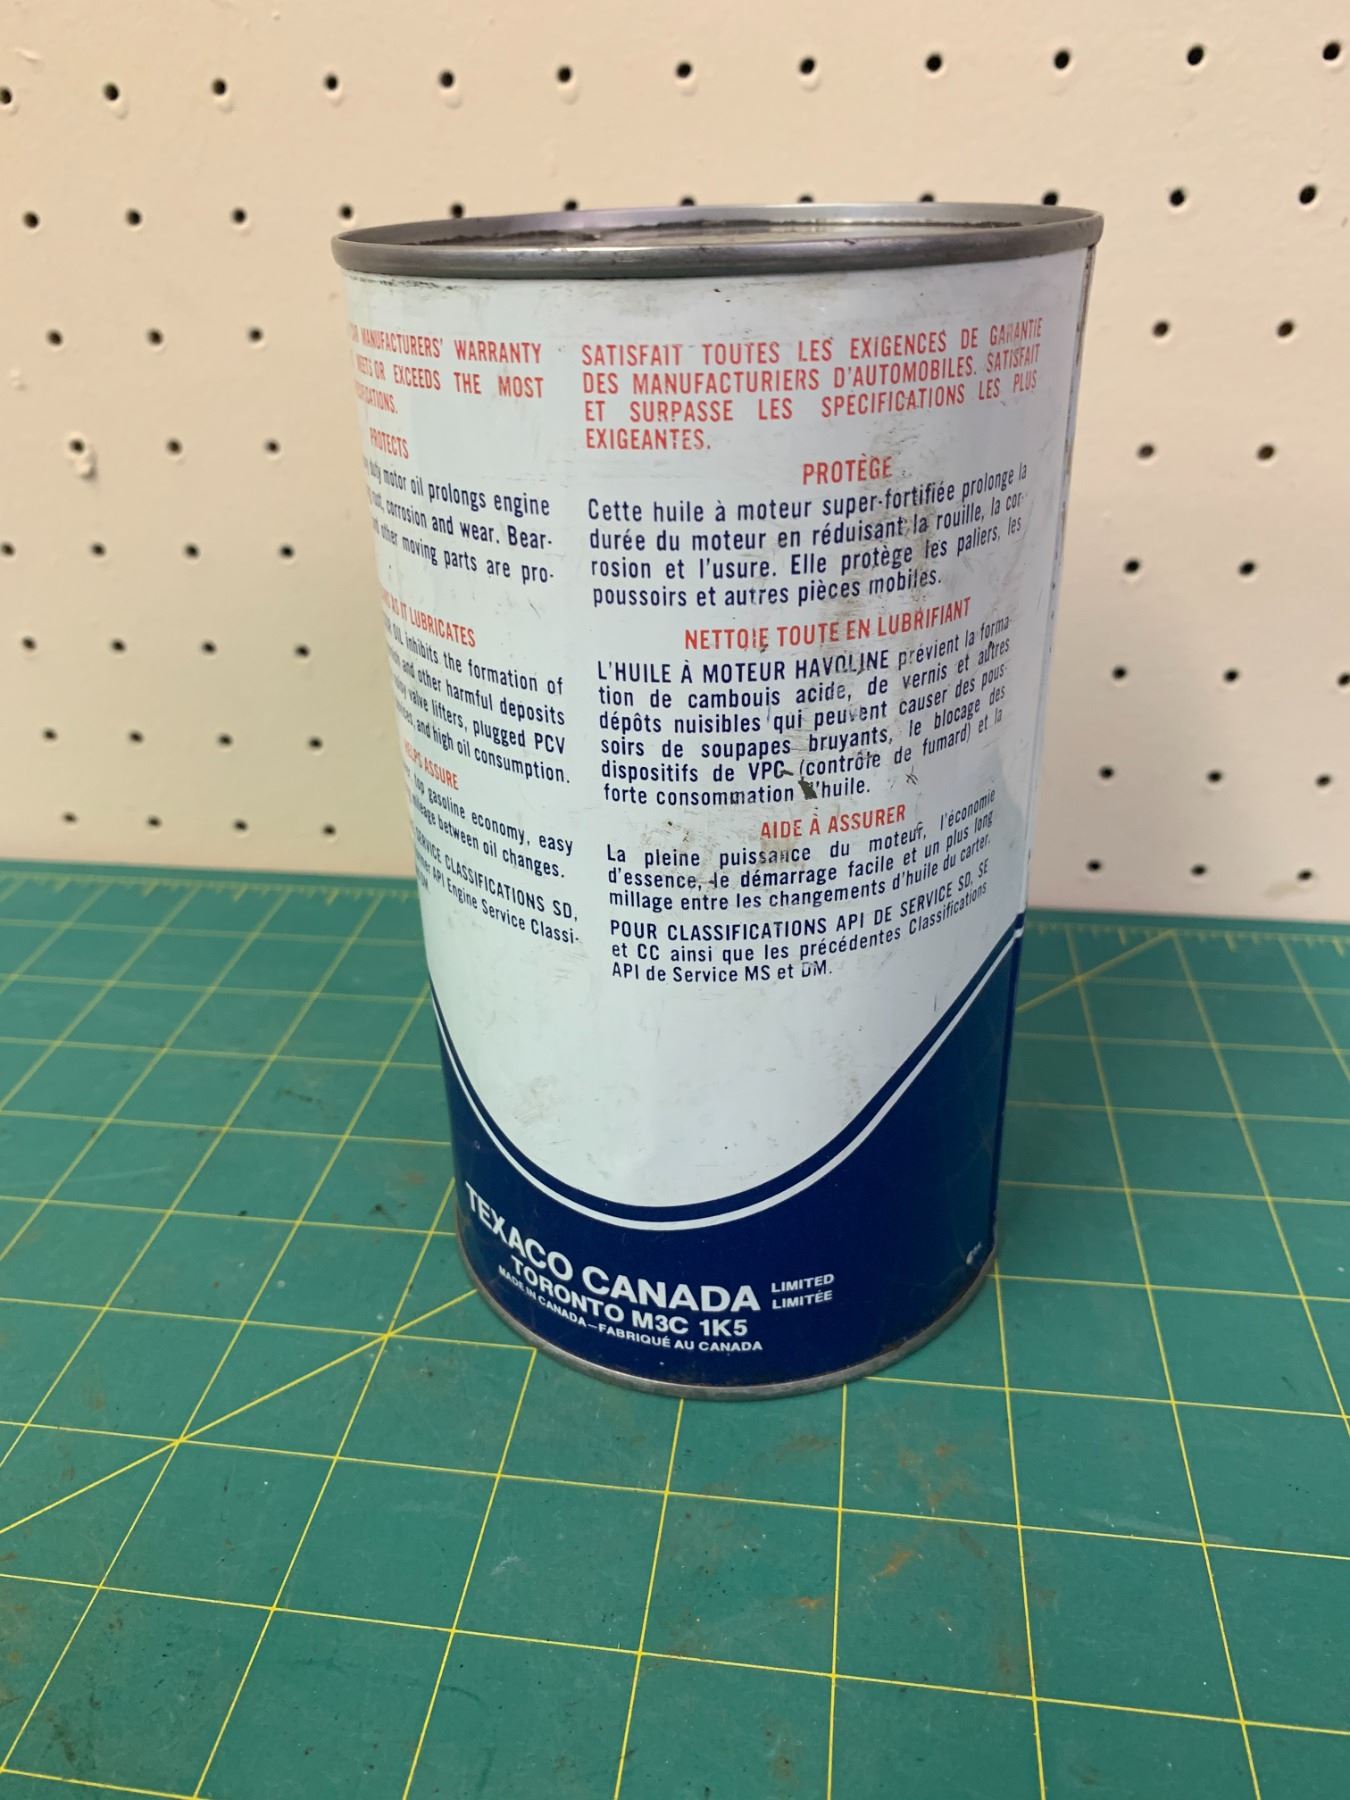 MANUFACTURERS' WARRANTY
OR EXCEEDS THE MOST
PROTECTS
duty motor oil prolongs engine
corrosion and wear. Bear-
other moving parts are pro-
AS IT LUBRICATES
OIL inhibits the formation of
and other harmful deposits
valve lifters, plugged PCV
and high oil consumption.
ASSURE
gasoline economy, easy
between oil changes.
SERVICE CLASSIFICATIONS SD,
API Engine Service Classi-
SATISFAIT TOUTES LES EXIGENCES DE GARANTIE
DES MANUFACTURIERS D'AUTOMOBILES. SATISFAIT
ET SURPASSE LES SPÉCIFICATIONS LES PLUS
EXIGEANTES.
PROTÈGE
Cette huile à moteur super-fortifiée prolonge la
durée du moteur en réduisant la rouille, la cor-
rosion et l'usure. Elle protège les paliers, les
poussoirs et autres pièces mobiles.
NETTOIE TOUTE EN LUBRIFIANT
L'HUILE À MOTEUR HAVOLINE prévient la forma-
tion de cambouis acide, de vernis et autres
dépôts nuisibles qui peuvent causer des pous-
soirs de soupapes bruyants, le blocage des
dispositifs de VPC (contrôle de fumard) et la
forte consommation d'huile.
AIDE À ASSURER
La pleine puissance du moteur, l'économie
d'essence, le démarrage facile et un plus long
millage entre les changements d'huile du carter.
POUR CLASSIFICATIONS API DE SERVICE SD, SE
et CC ainsi que les précédentes Classifications
API de Service MS et DM.
TEXACO CANADA LIMITED
LIMITÉE
TORONTO M3C 1K5
MADE IN CANADA–FABRIQUÉ AU CANADA